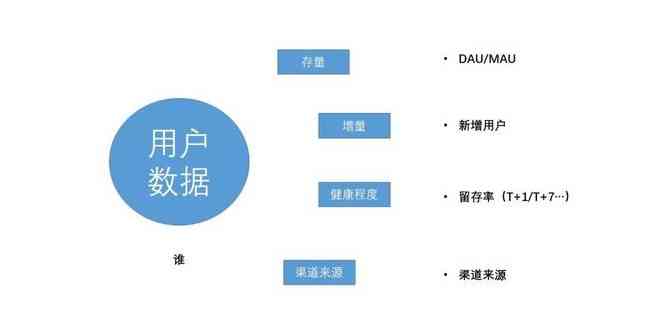 存量
DAU/MAU
增量
新增用户
用户
数据
健康程度
留存率（T+1/T+7…）
谁
渠道来源
渠道来源